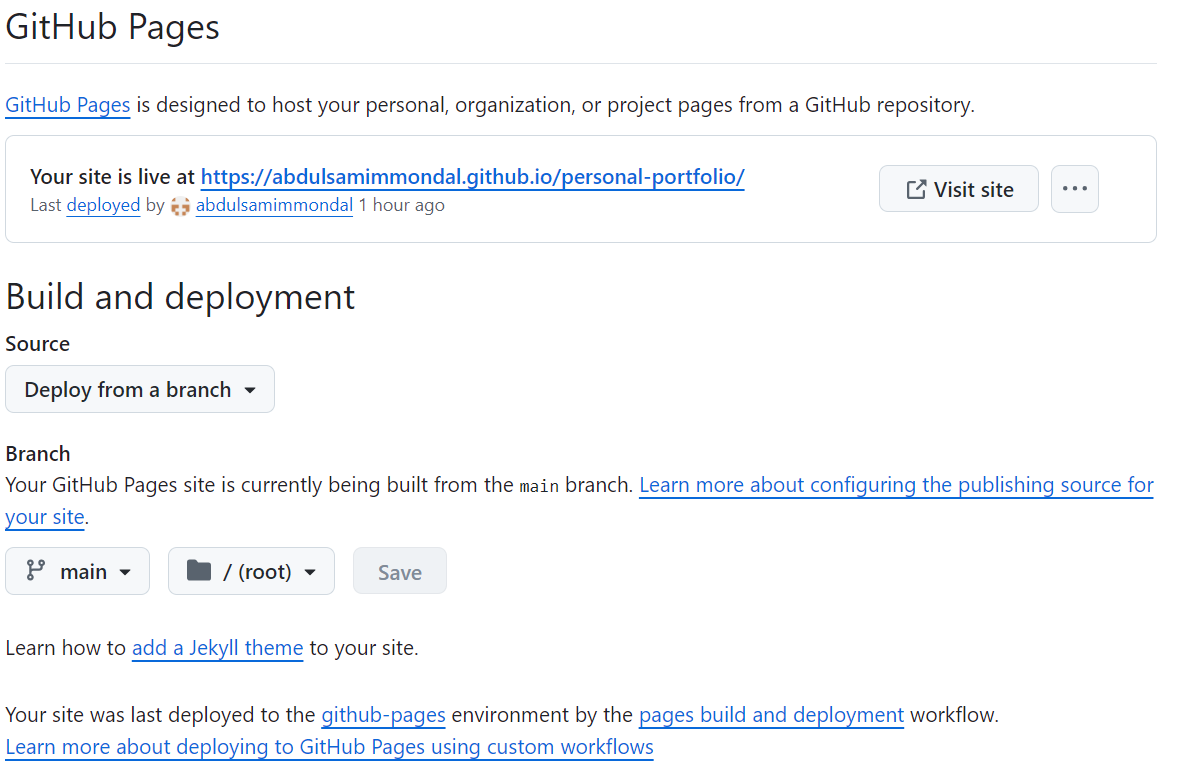 GitHub Pages
GitHub Pages is designed to host your personal, organization, or project pages from a GitHub repository.
Your site is live at https://abdulsamimmondal.github.io/personal-portfolio/
Last deployed by abdulsamimmondal 1 hour ago
Visit site
Build and deployment
Source
Deploy from a branch
Branch
Your GitHub Pages site is currently being built from the main branch. Learn more about configuring the publishing source for
your site.
main
/ (root)
Save
Learn how to add a Jekyll theme to your site.
Your site was last deployed to the github-pages environment by the pages build and deployment workflow.
Learn more about deploying to GitHub Pages using custom workflows